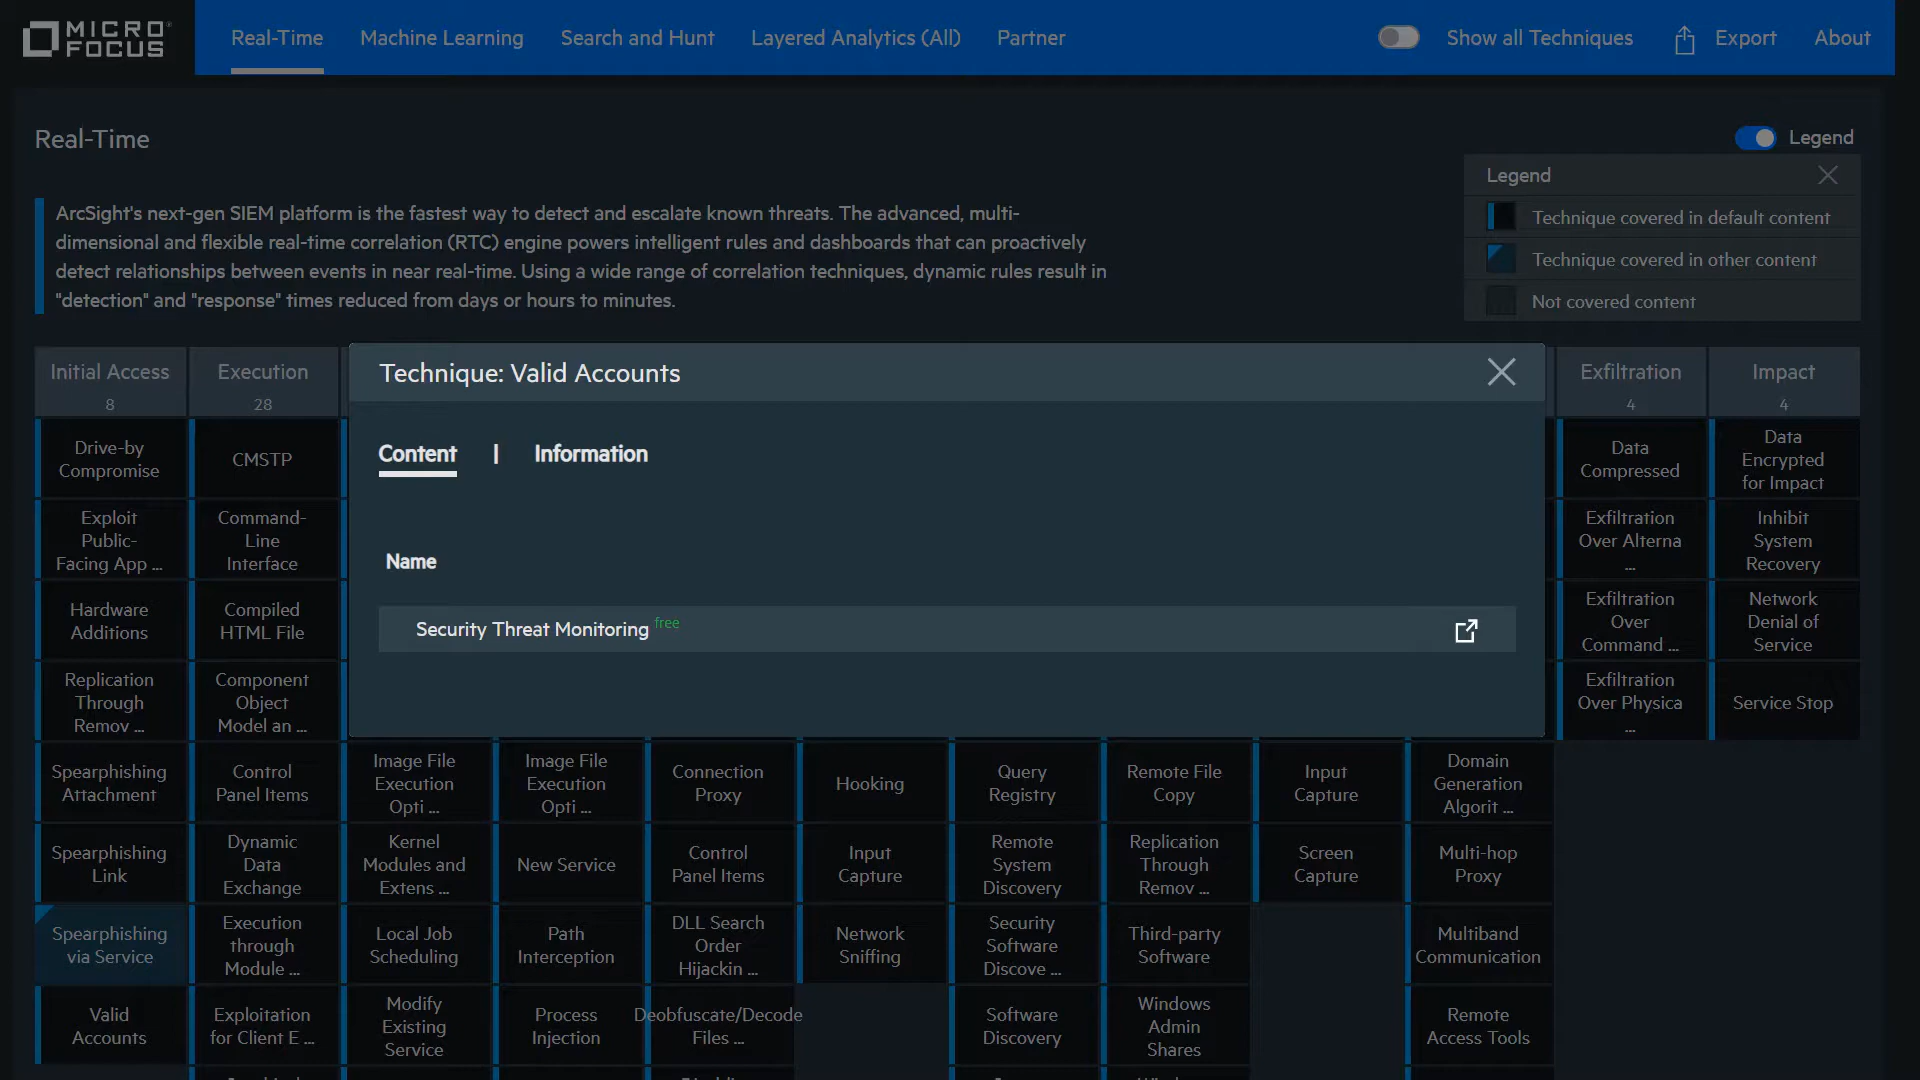 MICRO
FOCUS
Real-Time
Machine Learning
Search and Hunt
Layered Analytics (All)
Partner
Show all Techniques
Export
About
Real-Time
Legend
Legend
Technique covered in default content
Technique covered in other content
Not covered content
ArcSight's next-gen SIEM platform is the fastest way to detect and escalate known threats. The advanced, multi-
dimensional and flexible real-time correlation (RTC) engine powers intelligent rules and dashboards that can proactively
detect relationships between events in near real-time. Using a wide range of correlation techniques, dynamic rules result in
"detection" and "response" times reduced from days or hours to minutes.
Initial Access
8
Execution
28
Exfiltration
4
Impact
4
Technique: Valid Accounts
Content | Information
Name
Security Threat Monitoring free
Drive-by
Compromise
CMSTP
Data
Compressed
Data
Encrypted
for Impact
Exploit
Public-
Facing App ...
Command-
Line
Interface
Exfiltration
Over Alterna
...
Inhibit
System
Recovery
Hardware
Additions
Compiled
HTML File
Exfiltration
Over
Command ...
Network
Denial of
Service
Replication
Through
Remov ...
Component
Object
Model an ...
Exfiltration
Over Physica
...
Service Stop
Spearphishing
Attachment
Control
Panel Items
Image File
Execution
Opti ...
Image File
Execution
Opti ...
Connection
Proxy
Hooking
Query
Registry
Remote File
Copy
Input
Capture
Domain
Generation
Algorit ...
Spearphishing
Link
Dynamic
Data
Exchange
Kernel
Modules and
Extens ...
New Service
Control
Panel Items
Input
Capture
Remote
System
Discovery
Replication
Through
Remov ...
Screen
Capture
Multi-hop
Proxy
Spearphishing
via Service
Execution
through
Module ...
Local Job
Scheduling
Path
Interception
DLL Search
Order
Hijackin ...
Network
Sniffing
Security
Software
Discove ...
Third-party
Software
Multiband
Communication
Valid
Accounts
Exploitation
for Client E ...
Modify
Existing
Service
Process
Injection
Deobfuscate/Decode
Files ...
Software
Discovery
Windows
Admin
Shares
Remote
Access Tools